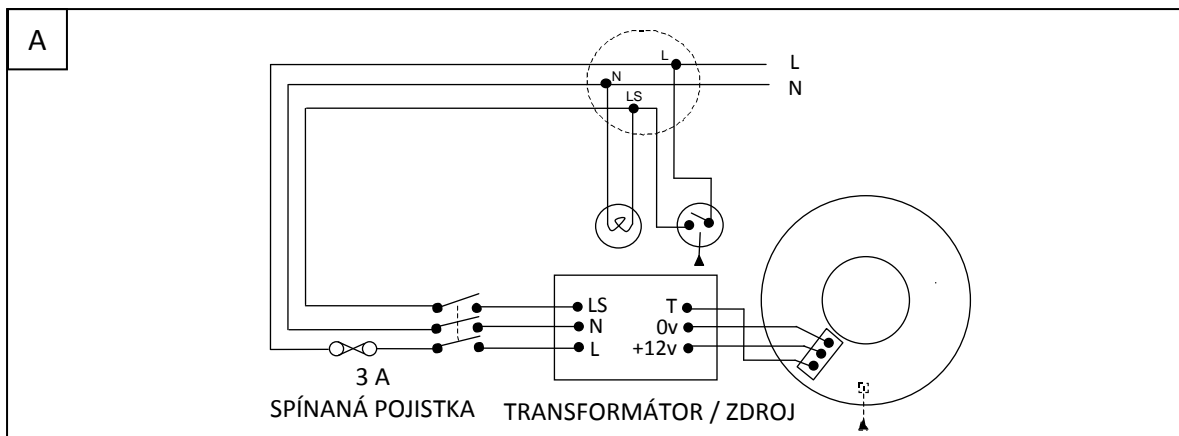 A
L
L
N
N
LS
LS
N
L
T
0v
+12v
3 A
SPÍNANÁ POJISTKA
TRANSFORMÁTOR / ZDROJ